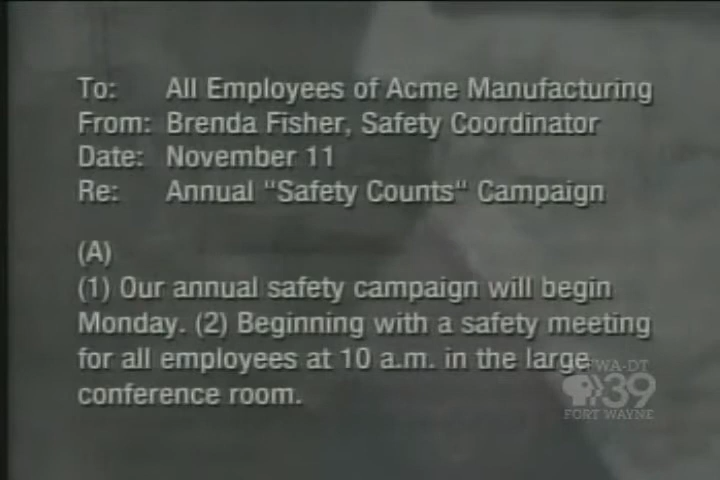 To: All Employees of Acme Manufacturing
From: Brenda Fisher, Safety Coordinator
Date: November 11
Re: Annual "Safety Counts" Campaign
(A)
(1) Our annual safety campaign will begin
Monday. (2) Beginning with a safety meeting
for all employees at 10 a.m. in the large
conference room.
WA-DT
39
FORT WAYNE